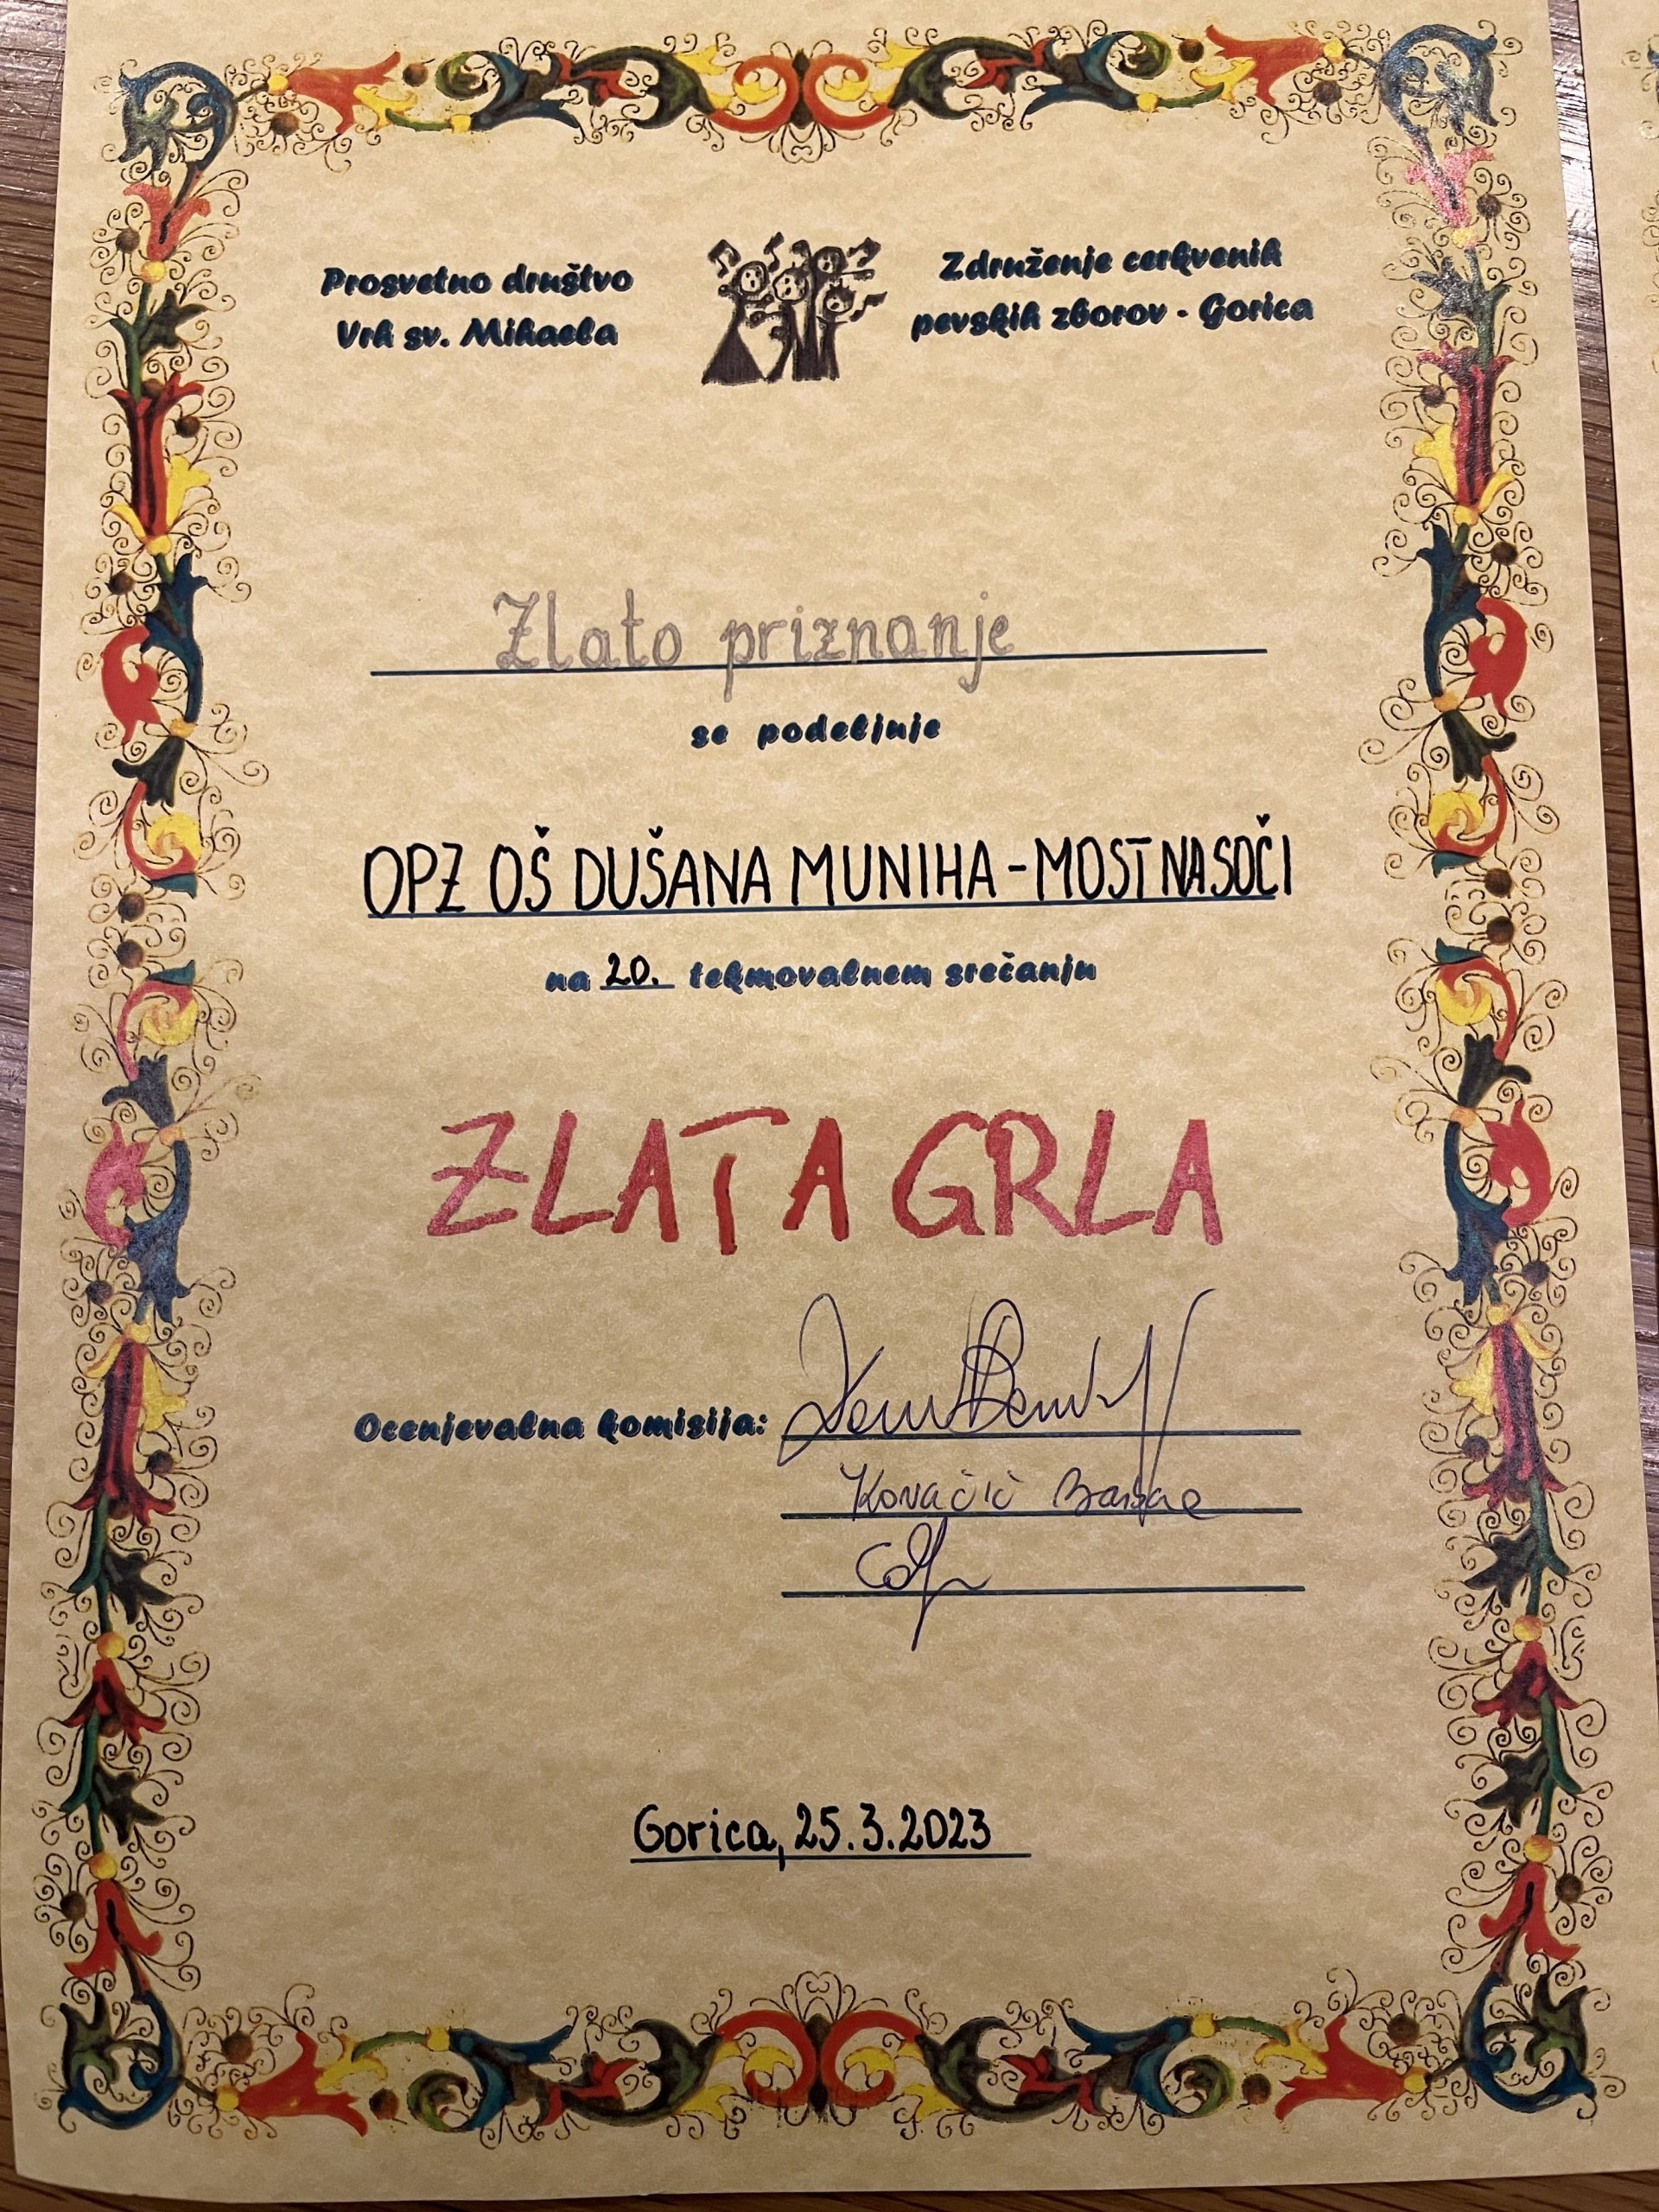 Prosvetno društvo
Vrh sv. Mihaela
Združenje cerkvenih
pevskih zborov - Gorica
Zlato priznanje
se podeljuje
OPZ OŠ DUŠANA MUNIHA - MOST NA SOČI
na 20. tekmovalnem srečanju
ZLATA GRLA
Ocenjevalna komisija:
Kovačič
Gorica, 25.3.2023